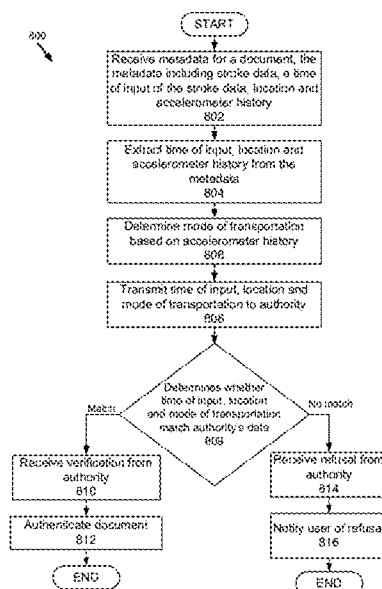 START
800
Receive metadata for a document, the
metadata including stroke data, a time
of input of the stroke data, location and
accelerometer history
802
Extract time of input, location and
accelerometer history from the
metadata
804
Determine mode of transportation
based on accelerometer history
806
Transmit time of input, location and
mode of transportation to authority
808
Determines whether
time of input, location
and mode of transportation
match authority's data
809
Match
No match
Receive verification from
authority
810
Receive refusal from
authority
814
Authenticate document
812
Notify user of refusal
816
END
END